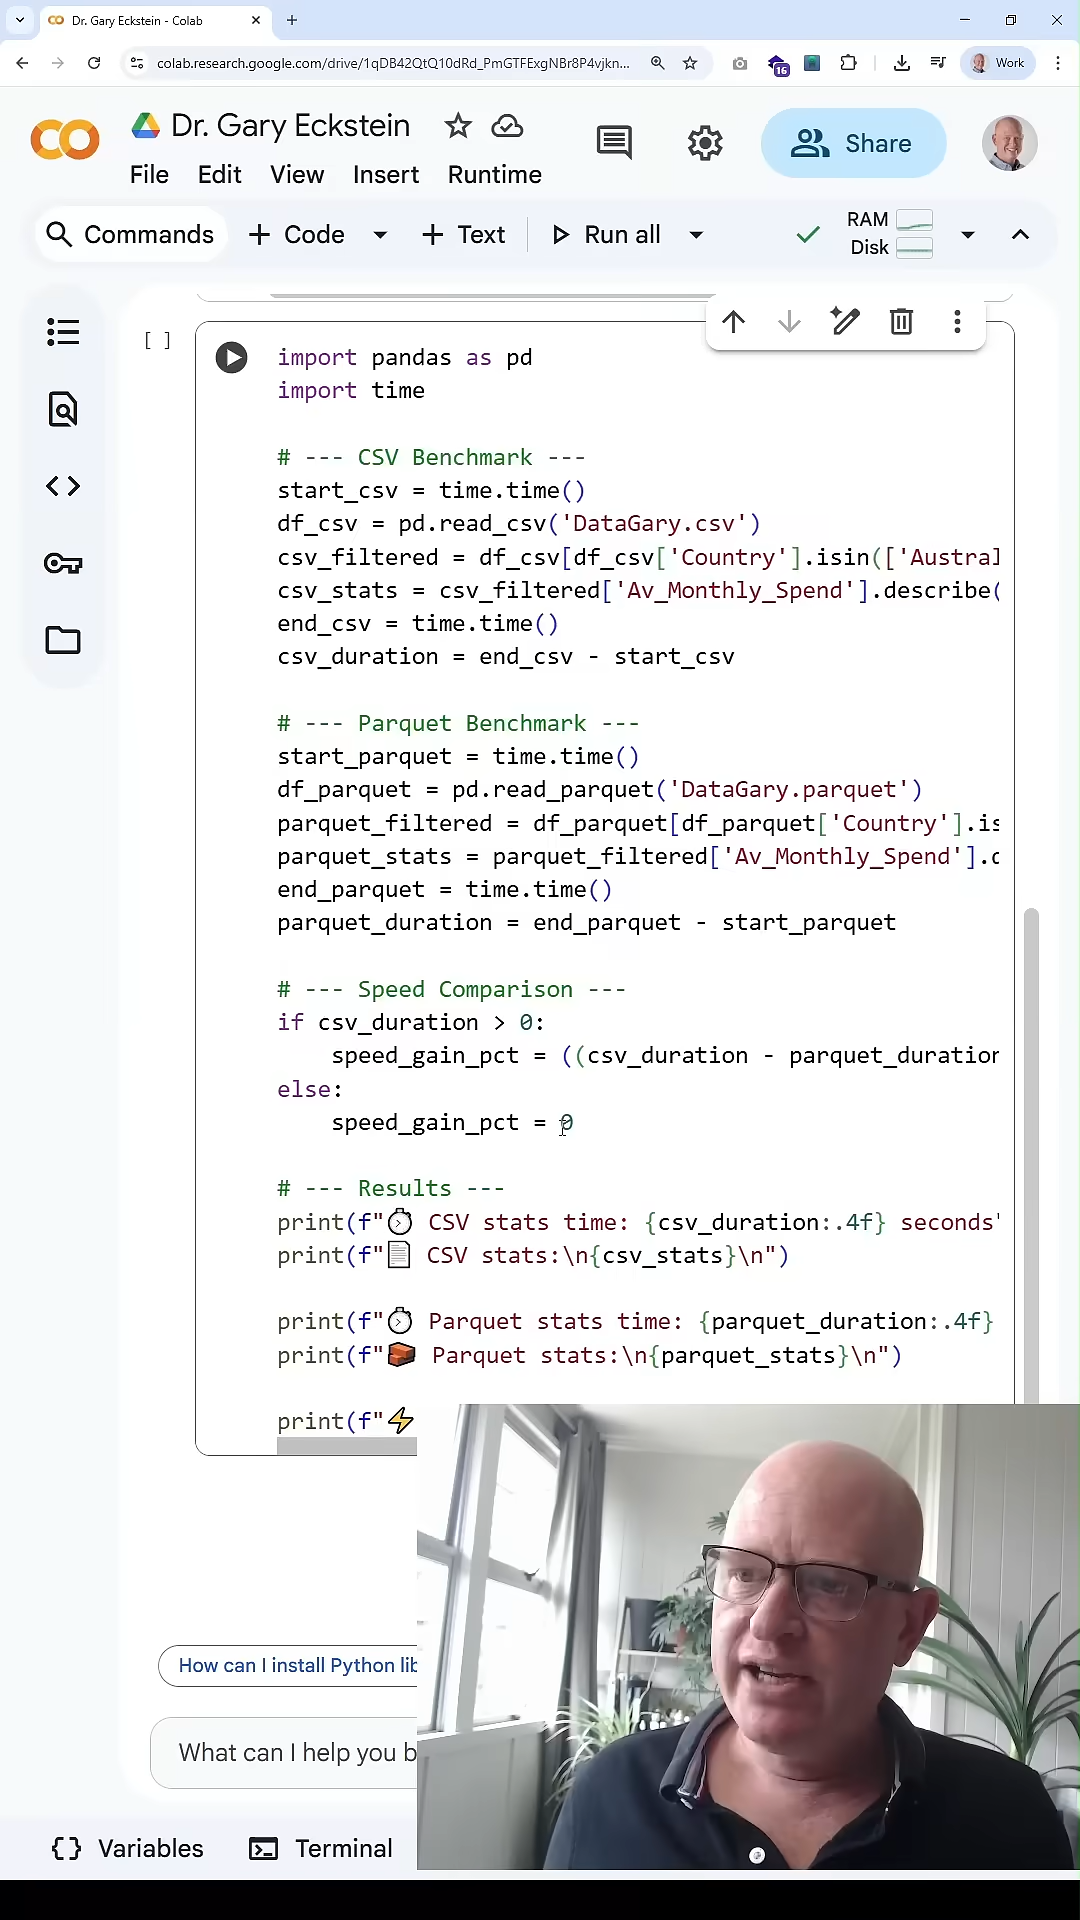 Dr. Gary Eckstein - Colab
colab.research.google.com/drive/1qDB42QtQ10dRd_PmGTFExgNBr8P4vjkn...
16
Work
Dr. Gary Eckstein
Share
File Edit View Insert Runtime
Commands + Code + Text Run all
RAM
Disk
[ ]
import pandas as pd
import time
# --- CSV Benchmark ---
start_csv = time.time()
df_csv = pd.read_csv('DataGary.csv')
csv_filtered = df_csv[df_csv['Country'].isin(['Austral
csv_stats = csv_filtered['Av_Monthly_Spend'].describe(
end_csv = time.time()
csv_duration = end_csv - start_csv
# --- Parquet Benchmark ---
start_parquet = time.time()
df_parquet = pd.read_parquet('DataGary.parquet')
parquet_filtered = df_parquet[df_parquet['Country'].is
parquet_stats = parquet_filtered['Av_Monthly_Spend'].d
end_parquet = time.time()
parquet_duration = end_parquet - start_parquet
# --- Speed Comparison ---
if csv_duration > 0:
speed_gain_pct = ((csv_duration - parquet_duration
else:
speed_gain_pct = 0
# --- Results ---
print(f"⏱ CSV stats time: {csv_duration:.4f} seconds"
print(f"📄 CSV stats:\n{csv_stats}\n")
print(f"⏱ Parquet stats time: {parquet_duration:.4f}
print(f"🧱 Parquet stats:\n{parquet_stats}\n")
print(f"⚡
How can I install Python lib
What can I help you b
{} Variables Terminal